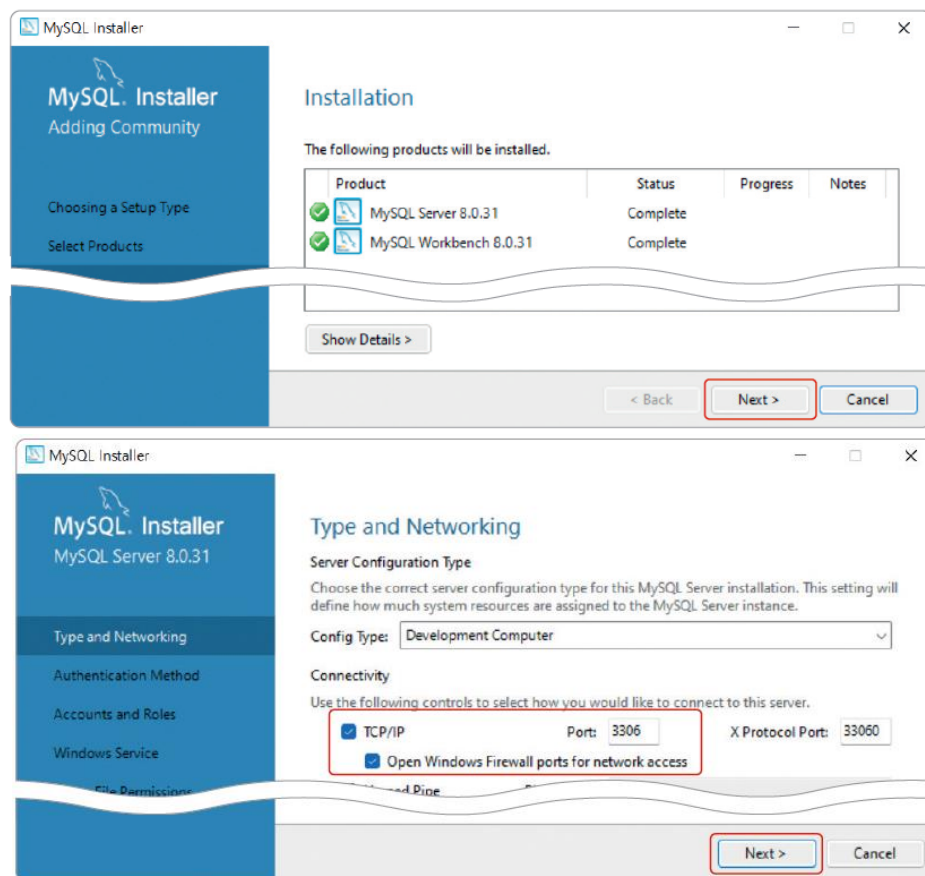 MySQL Installer
MySQL. Installer
Adding Community
Choosing a Setup Type
Select Products
Installation
The following products will be installed.
Product Status Progress Notes
MySQL Server 8.0.31 Complete
MySQL Workbench 8.0.31 Complete
Show Details >
< Back Next > Cancel
MySQL Installer
MySQL. Installer
MySQL Server 8.0.31
Type and Networking
Authentication Method
Accounts and Roles
Windows Service
File Permissions
Type and Networking
Server Configuration Type
Choose the correct server configuration type for this MySQL Server installation. This setting will
define how much system resources are assigned to the MySQL Server instance.
Config Type: Development Computer
Connectivity
Use the following controls to select how you would like to connect to this server.
TCP/IP Port: 3306 X Protocol Port: 33060
Open Windows Firewall ports for network access
Pipe
Next > Cancel